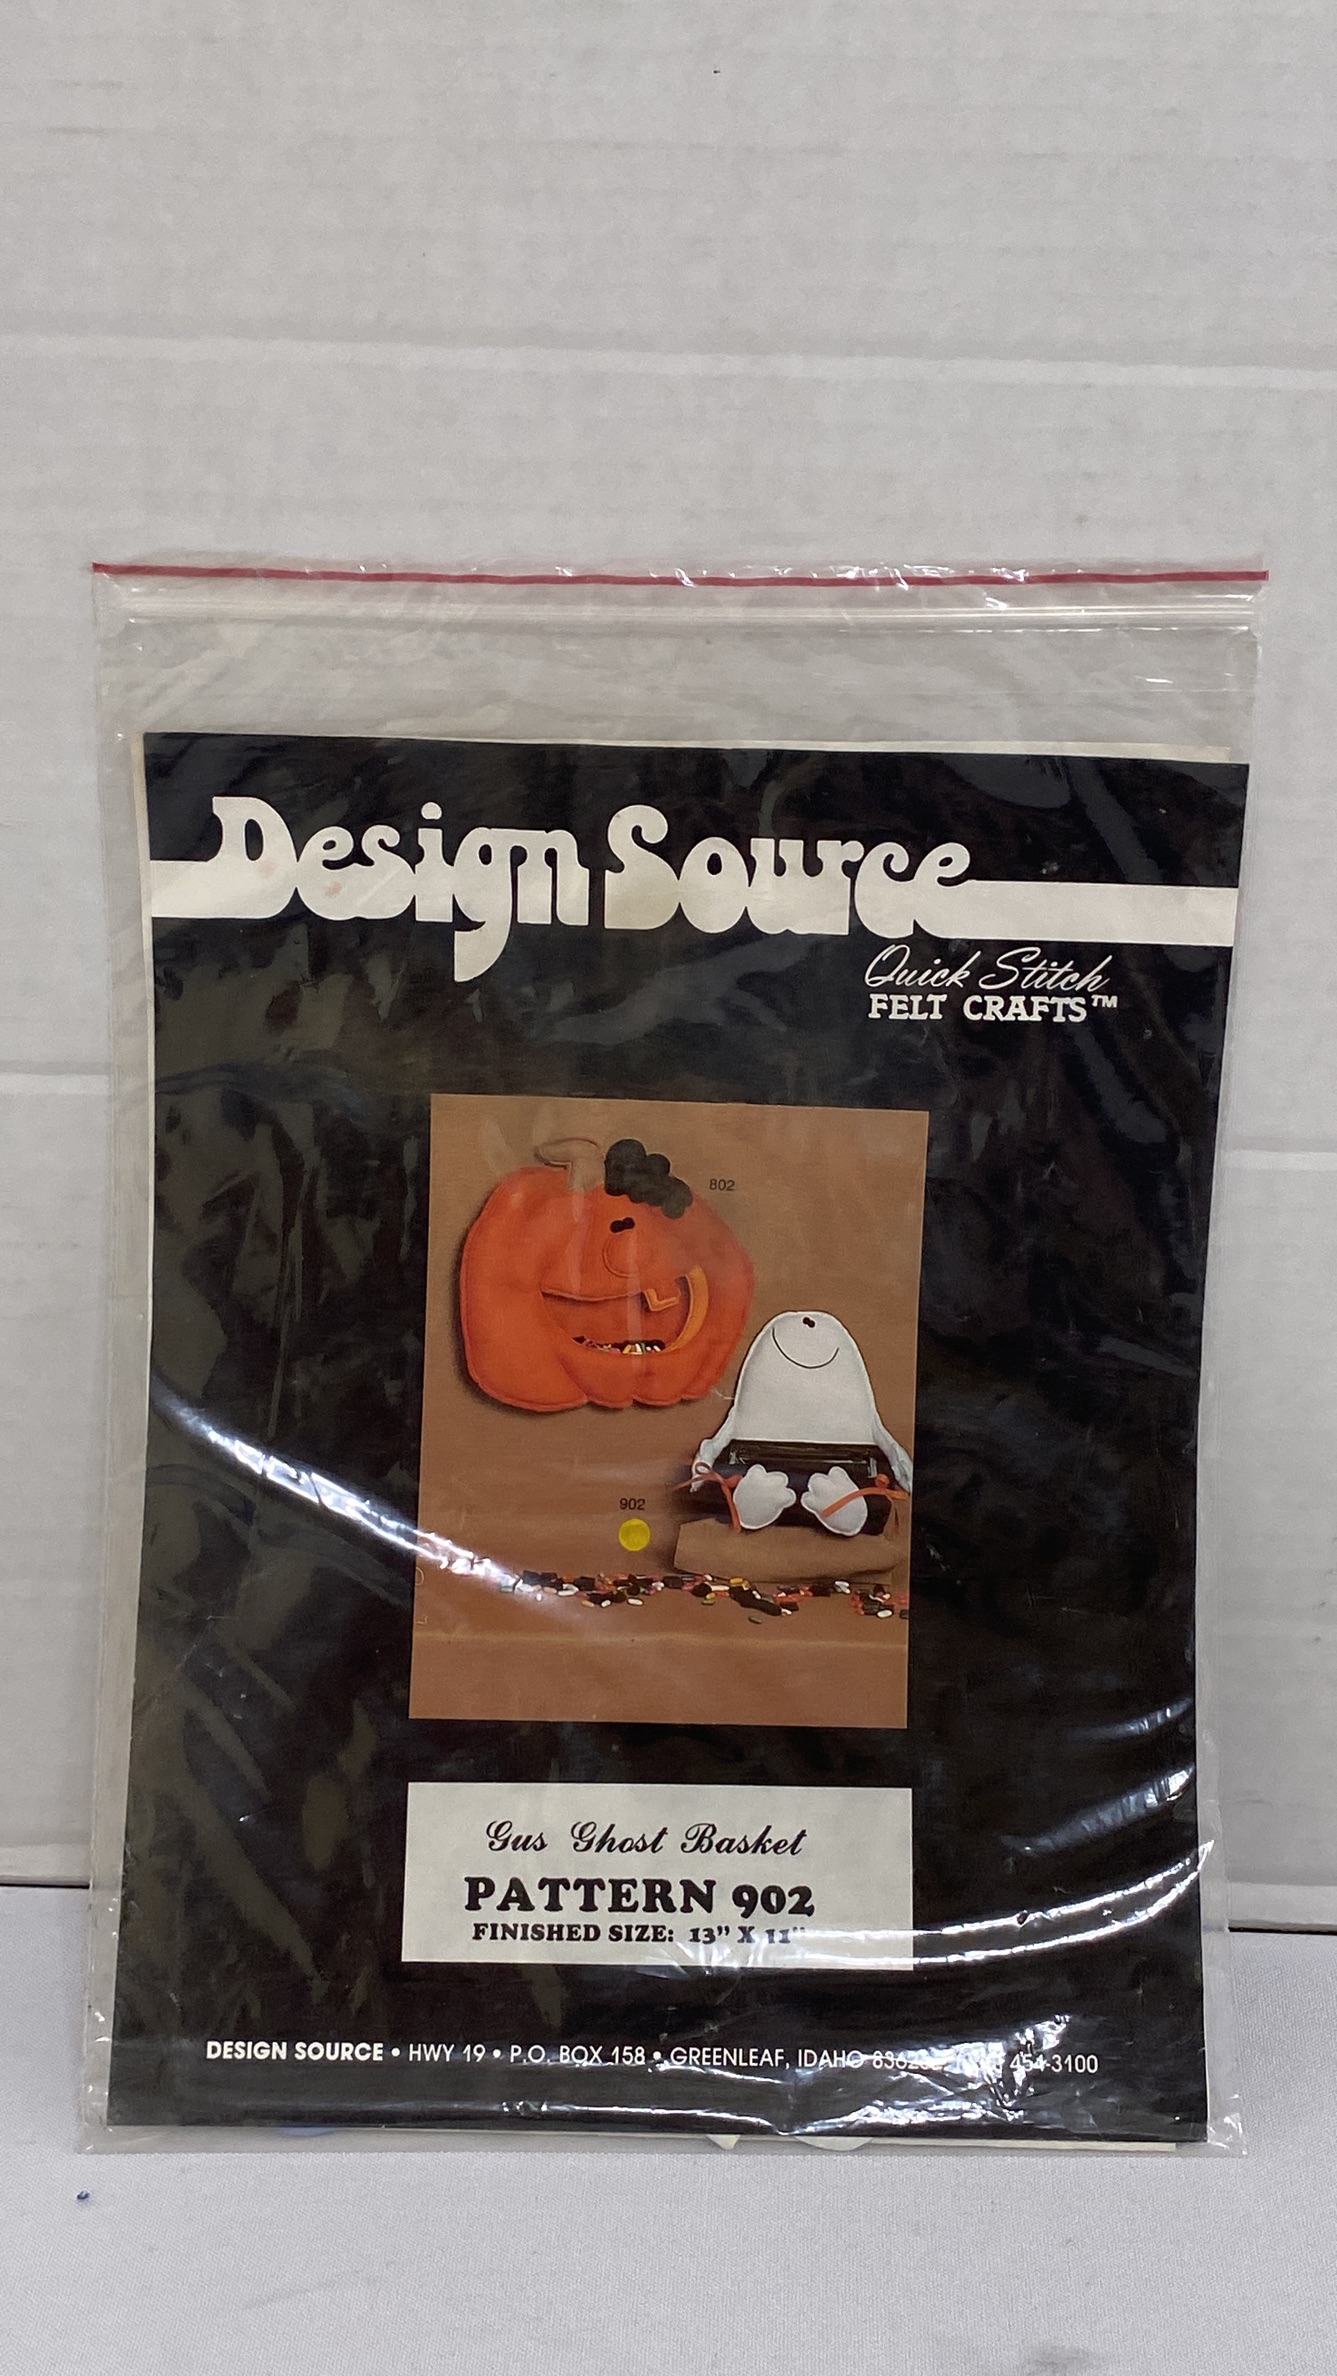 Design Source
Quick Stitch
FELT CRAFTS™
802
902
Gus Ghost Basket
PATTERN 902
FINISHED SIZE: 13" X 11"
DESIGN SOURCE • HWY 19 • P.O. BOX 158 • GREENLEAF, IDAHO 454-3100